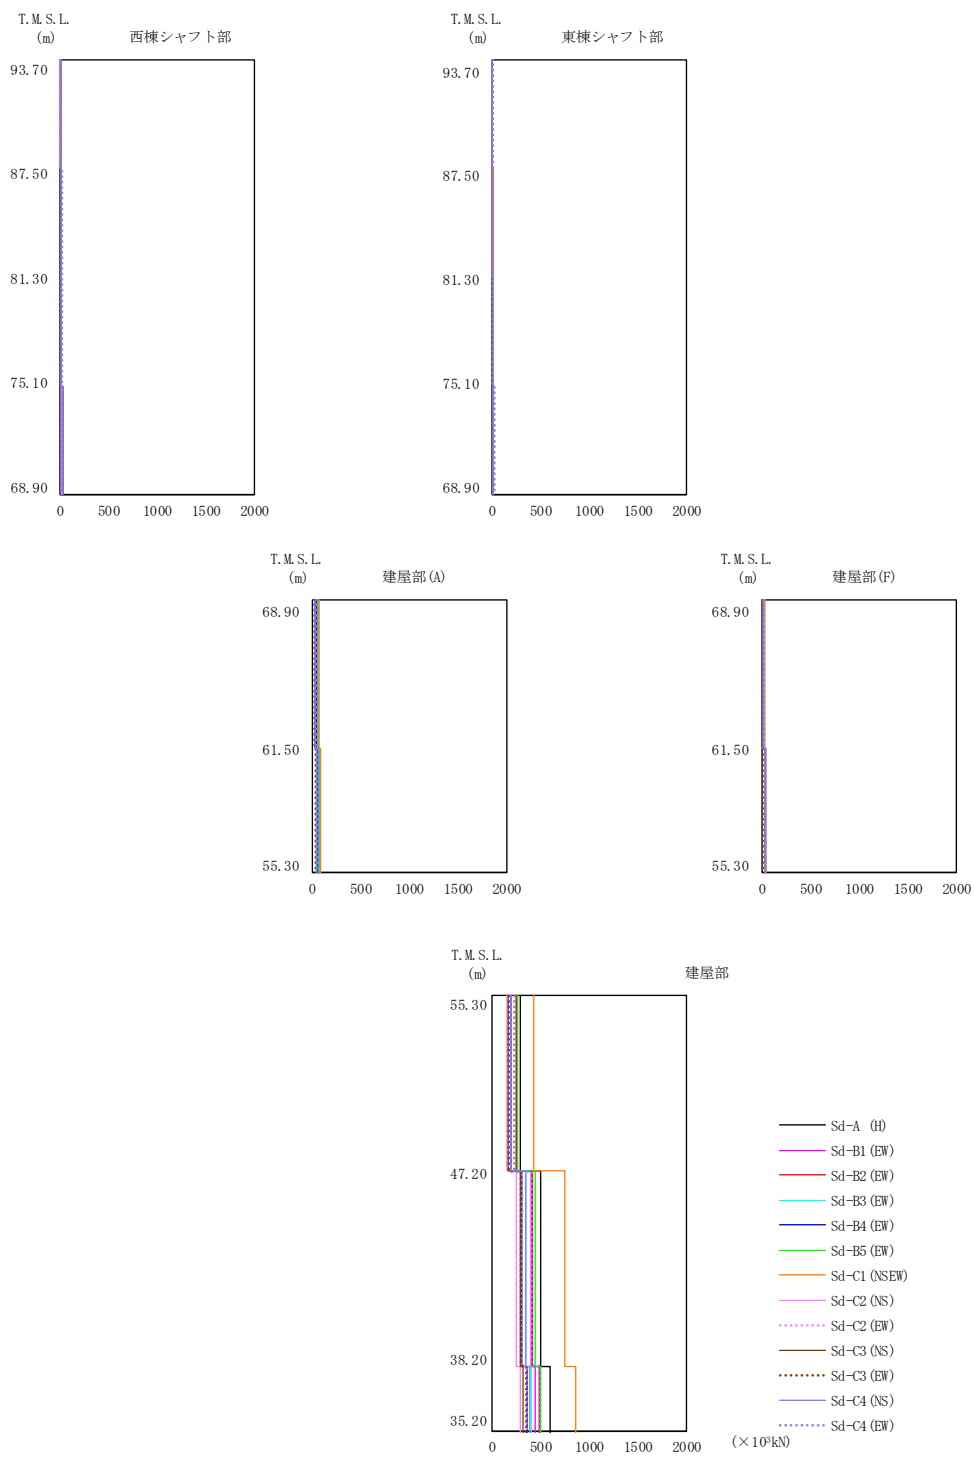 T.M.S.L.
(m)
西棟シャフト部
93.70
87.50
81.30
75.10
68.90
0 500 1000 1500 2000
T.M.S.L.
(m)
東棟シャフト部
93.70
87.50
81.30
75.10
68.90
0 500 1000 1500 2000
T.M.S.L.
(m)
建屋部(A)
68.90
61.50
55.30
0 500 1000 1500 2000
T.M.S.L.
(m)
建屋部(F)
68.90
61.50
55.30
0 500 1000 1500 2000
T.M.S.L.
(m)
建屋部
55.30
47.20
38.20
35.20
0 500 1000 1500 2000
(×10³kN)
Sd-A (H)
Sd-B1(EW)
Sd-B2(EW)
Sd-B3(EW)
Sd-B4(EW)
Sd-B5(EW)
Sd-C1(NSEW)
Sd-C2(NS)
Sd-C2(EW)
Sd-C3(NS)
Sd-C3(EW)
Sd-C4(NS)
Sd-C4(EW)